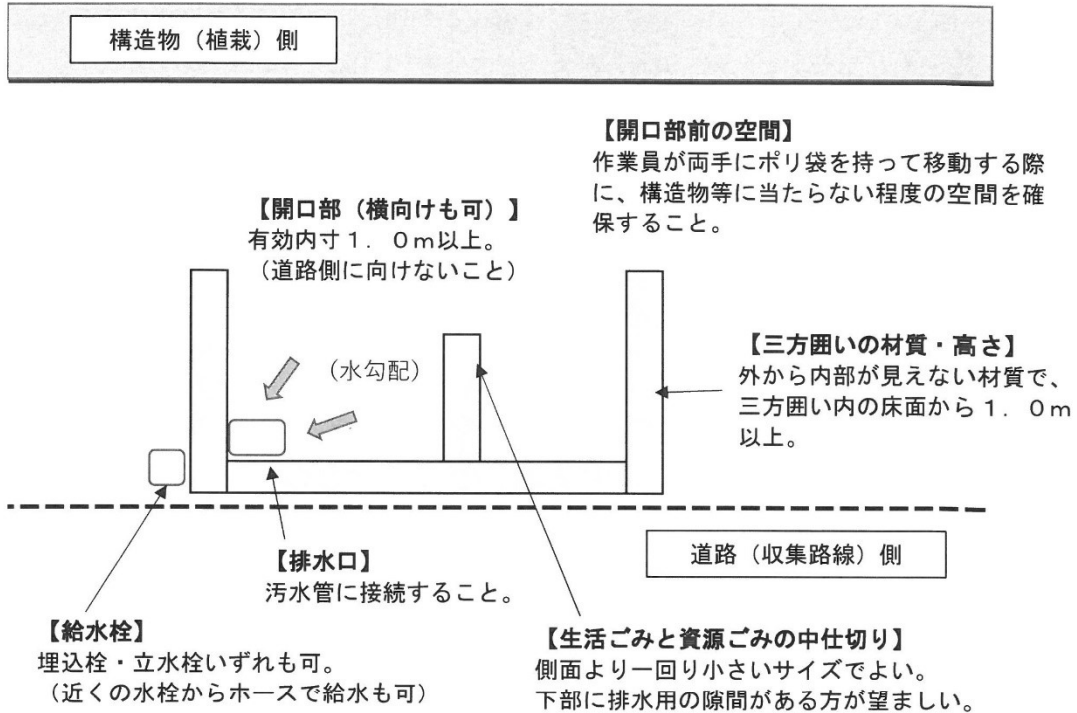 構造物（植栽）側
【開口部前の空間】
作業員が両手にポリ袋を持って移動する際
に、構造物等に当たらない程度の空間を確
保すること。
【開口部（横向けも可）】
有効内寸１．０ｍ以上。
（道路側に向けないこと）
（水勾配）
【三方囲いの材質・高さ】
外から内部が見えない材質で、
三方囲い内の床面から１．０ｍ
以上。
道路（収集路線）側
【排水口】
汚水管に接続すること。
【給水栓】
埋込栓・立水栓いずれも可。
（近くの水栓からホースで給水も可）
【生活ごみと資源ごみの中仕切り】
側面より一回り小さいサイズでよい。
下部に排水用の隙間がある方が望ましい。